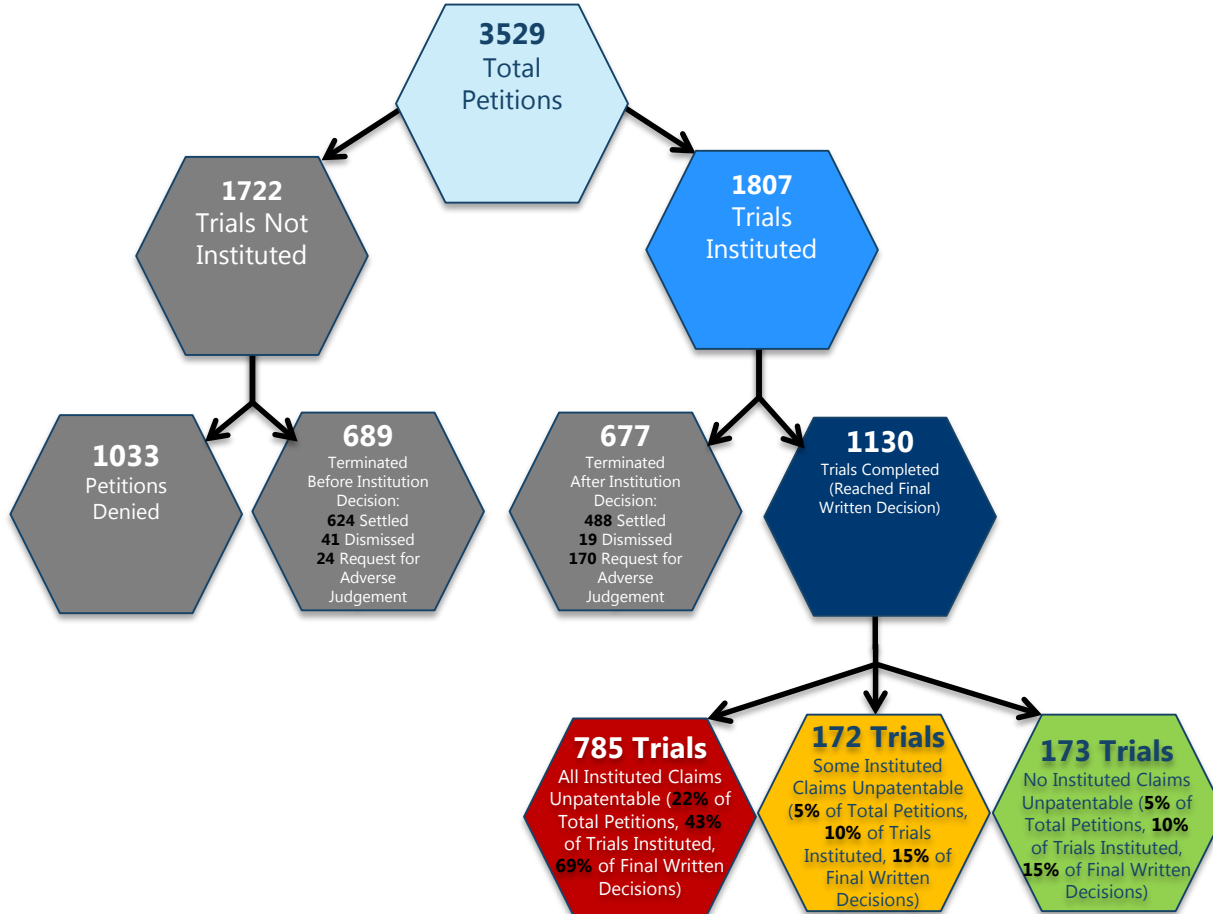 3529
Total
Petitions
1722
Trials Not
Instituted
1807
Trials
Instituted
1033
Petitions
Denied
689
Terminated
Before Institution
Decision:
624 Settled
41 Dismissed
24 Request for
Adverse
Judgement
677
Terminated
After Institution
Decision:
488 Settled
19 Dismissed
170 Request for
Adverse
Judgement
1130
Trials Completed
(Reached Final
Written Decision)
785 Trials
All Instituted Claims
Unpatentable (22% of
Total Petitions, 43%
of Trials Instituted,
69% of Final Written
Decisions)
172 Trials
Some Instituted
Claims Unpatentable
(5% of Total Petitions,
10% of Trials
Instituted, 15% of
Final Written
Decisions)
173 Trials
No Instituted Claims
Unpatentable (5% of
Total Petitions, 10%
of Trials Instituted,
15% of Final Written
Decisions)